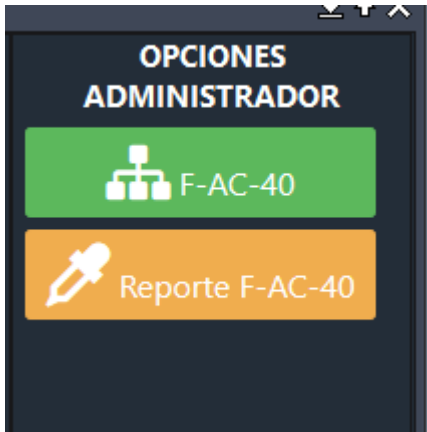 OPCIONES
ADMINISTRADOR
F-AC-40
Reporte F-AC-40